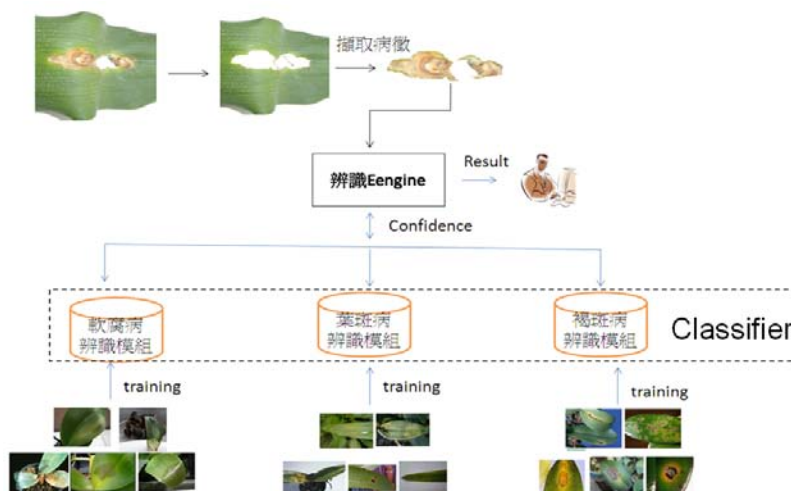 擷取病徵
辨識Eengine
Result
Confidence
軟腐病
辨識模組
葉斑病
辨識模組
褐斑病
辨識模組
Classifier
training
training
training